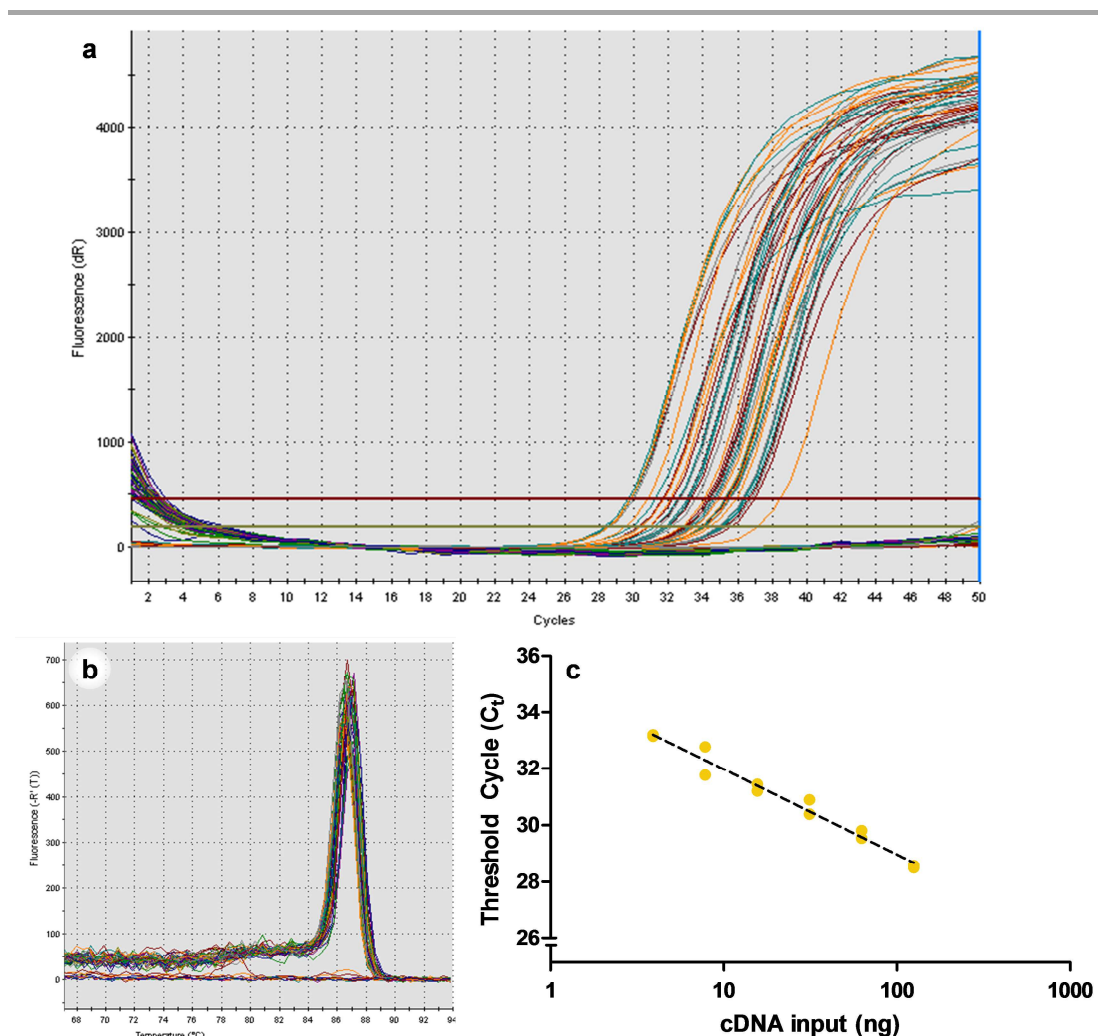 a
4000
3000
2000
1000
0
Fluorescence (dR)
2 4 6 8 10 12 14 16 18 20 22 24 26 28 30 32 34 36 38 40 42 44 46 48 50
Cycles
b
700
600
500
400
300
200
100
0
Fluorescence (-R' (T))
68 70 72 74 76 78 80 82 84 86 88 90 92 94
Temperature (°C)
c
36
34
32
30
28
26
Threshold Cycle (Ct)
1 10 100 1000
cDNA input (ng)